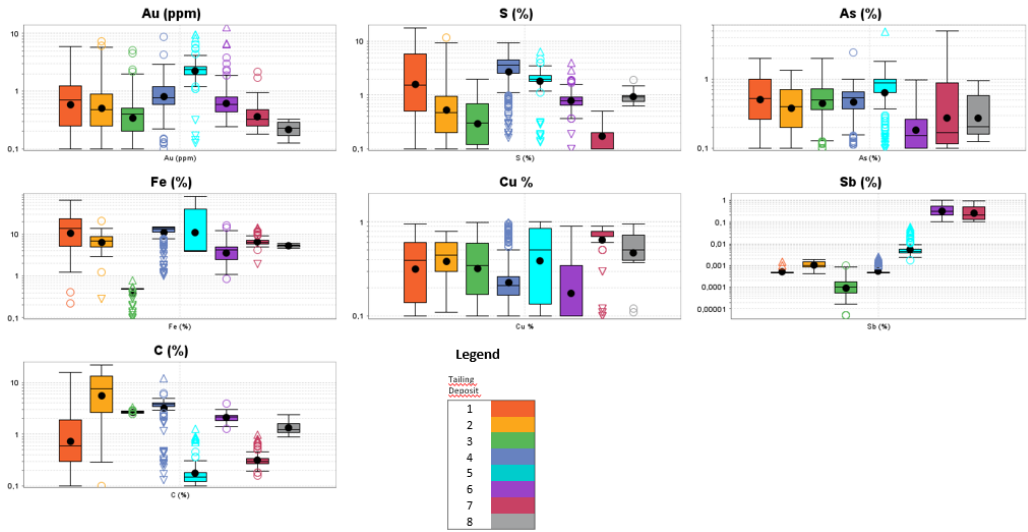 Au (ppm)
10
1
0,1
Au (ppm)
S (%)
10
1
0,1
S (%)
As (%)
1
0,1
As (%)
Fe (%)
10
1
0,1
Fe (%)
Cu %
1
0,1
Cu %
Sb (%)
1
0,1
0,01
0,001
0,0001
0,00001
Sb (%)
C (%)
10
1
0,1
C (%)
Legend
Tailing
Deposit
1
2
3
4
5
6
7
8